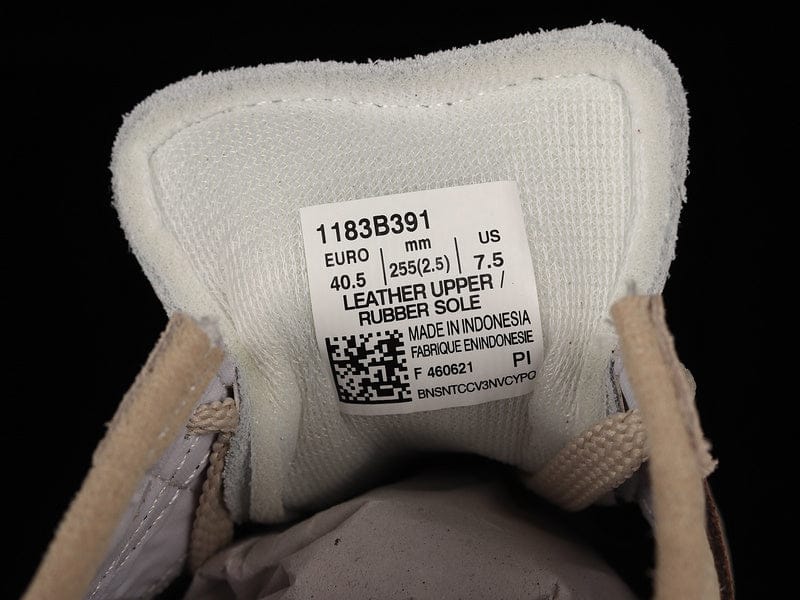 1183B391
EURO mm US
40.5 255(2.5) 7.5
LEATHER UPPER /
RUBBER SOLE
MADE IN INDONESIA
FABRIQUE ENINDONESIE
F 460621 PI
BNSNTCCV3NVCYPO